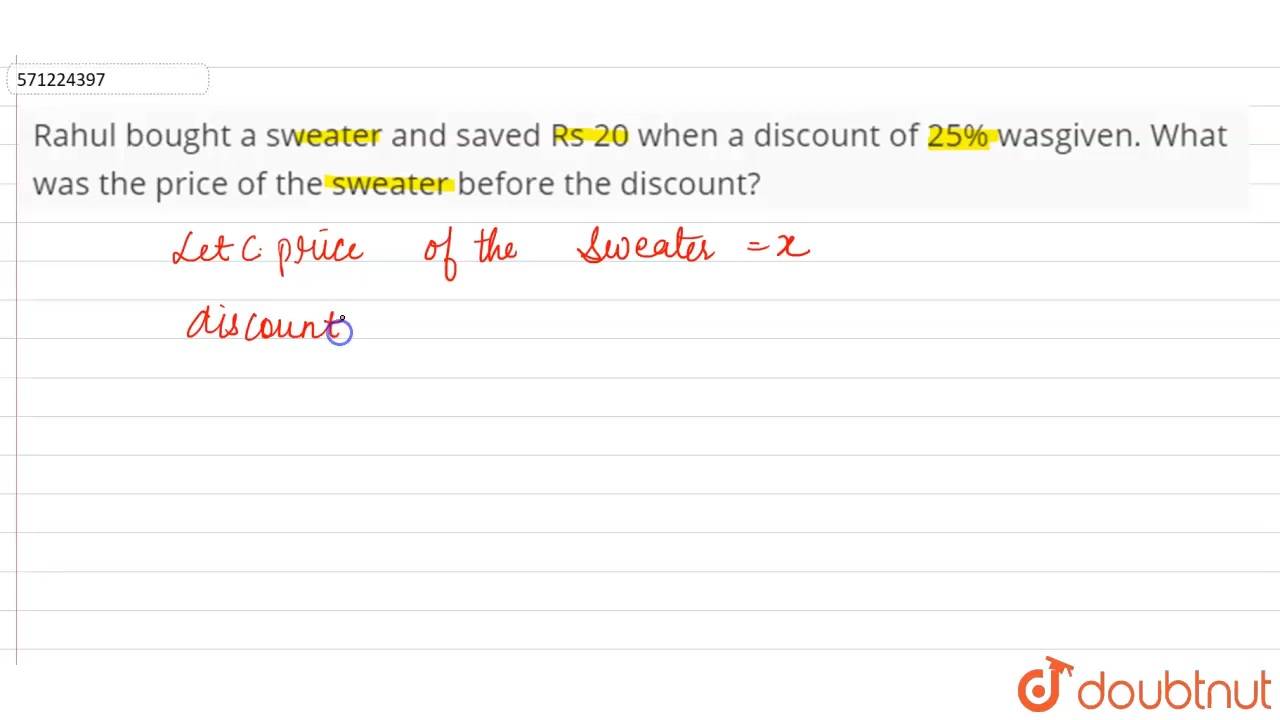 571224397
Rahul bought a sweater and saved Rs 20 when a discount of 25% wasgiven. What
was the price of the sweater before the discount?
Let C. price of the Sweater = x
discount
doubtnut